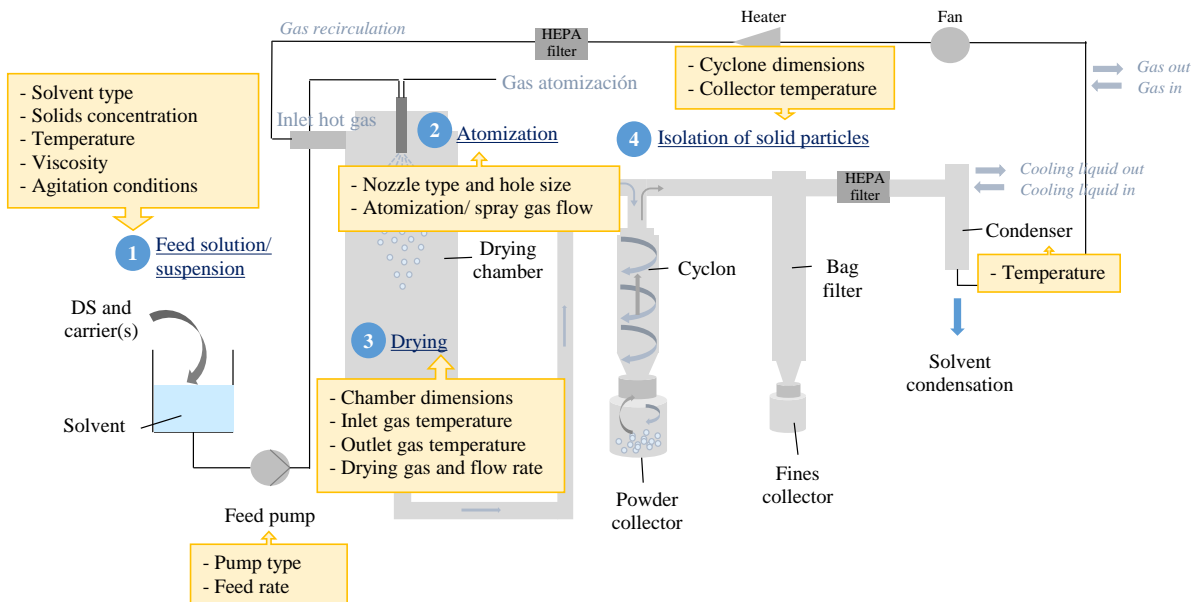 Gas recirculation
HEPA
filter
Heater
Fan
- Solvent type
- Solids concentration
- Temperature
- Viscosity
- Agitation conditions
Gas atomización
- Cyclone dimensions
- Collector temperature
Gas out
Gas in
Inlet hot gas
2
Atomization
4
Isolation of solid particles
- Nozzle type and hole size
- Atomization/ spray gas flow
HEPA
filter
Cooling liquid out
Cooling liquid in
1
Feed solution/
suspension
Drying
chamber
Cyclon
Bag
filter
Condenser
- Temperature
DS and
carrier(s)
3
Drying
Solvent
condensation
Solvent
- Chamber dimensions
- Inlet gas temperature
- Outlet gas temperature
- Drying gas and flow rate
Feed pump
Powder
collector
Fines
collector
- Pump type
- Feed rate